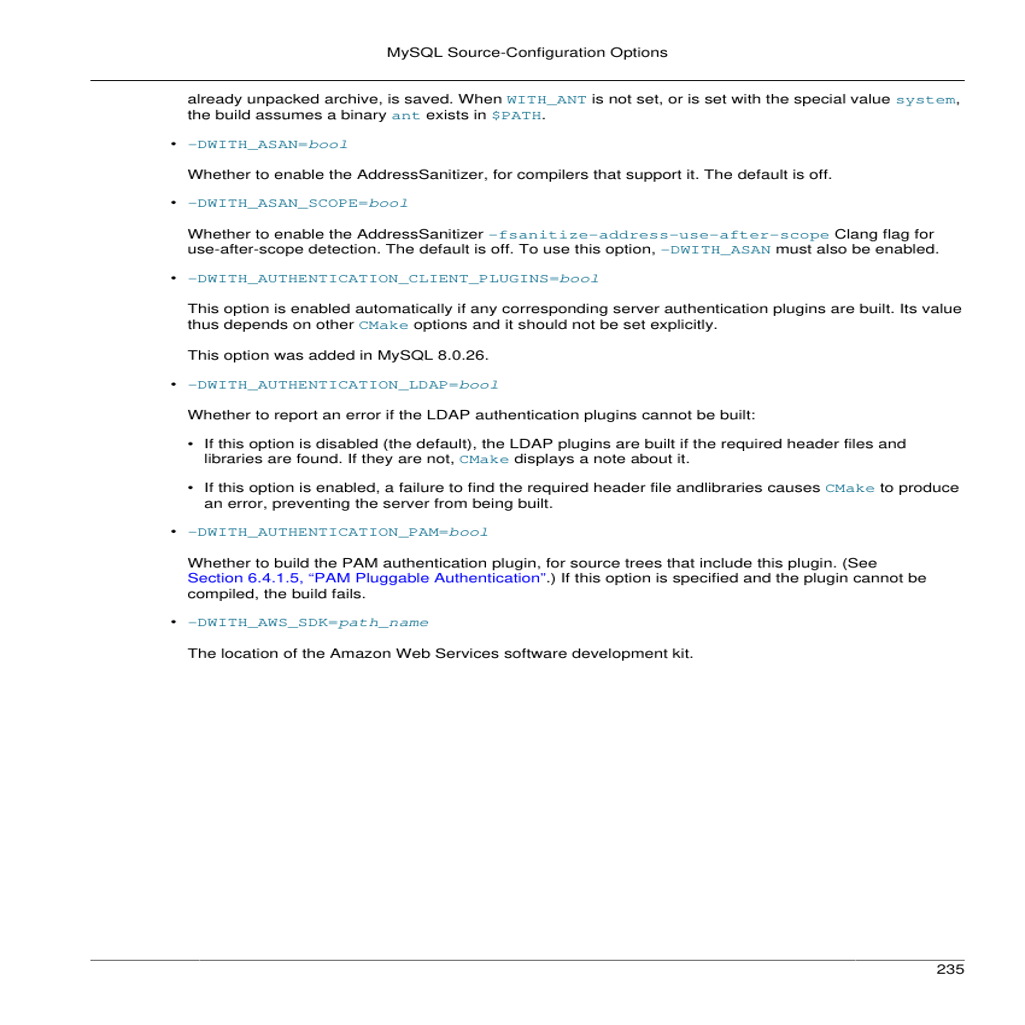 MySQL Source-Configuration Options
already unpacked archive, is saved. When WITH_ANT is not set, or is set with the special value system,
the build assumes a binary ant exists in $PATH.
• -DWITH_ASAN=bool
Whether to enable the AddressSanitizer, for compilers that support it. The default is off.
• -DWITH_ASAN_SCOPE=bool
Whether to enable the AddressSanitizer -fsanitize-address-use-after-scope Clang flag for
use-after-scope detection. The default is off. To use this option, -DWITH_ASAN must also be enabled.
• -DWITH_AUTHENTICATION_CLIENT_PLUGINS=bool
This option is enabled automatically if any corresponding server authentication plugins are built. Its value
thus depends on other CMake options and it should not be set explicitly.
This option was added in MySQL 8.0.26.
• -DWITH_AUTHENTICATION_LDAP=bool
Whether to report an error if the LDAP authentication plugins cannot be built:
• If this option is disabled (the default), the LDAP plugins are built if the required header files and
libraries are found. If they are not, CMake displays a note about it.
• If this option is enabled, a failure to find the required header file andlibraries causes CMake to produce
an error, preventing the server from being built.
• -DWITH_AUTHENTICATION_PAM=bool
Whether to build the PAM authentication plugin, for source trees that include this plugin. (See
Section 6.4.1.5, “PAM Pluggable Authentication”.) If this option is specified and the plugin cannot be
compiled, the build fails.
• -DWITH_AWS_SDK=path_name
The location of the Amazon Web Services software development kit.
235